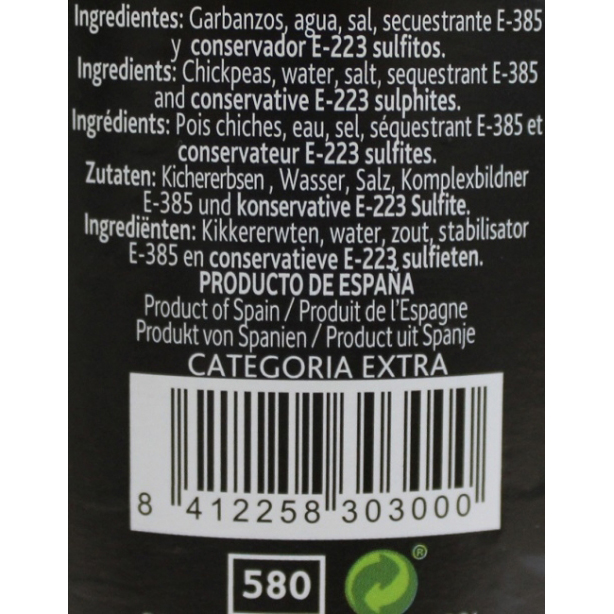 Ingredientes: Garbanzos, agua, sal, secuestrante E-385
y conservador E-223 sulfitos.
Ingredients: Chickpeas, water, salt, sequestrant E-385
and conservative E-223 sulphites.
Ingrédients: Pois chiches, eau, sel, séquestrant E-385 et
conservateur E-223 sulfites.
Zutaten: Kichererbsen , Wasser, Salz, Komplexbildner
E-385 und konservative E-223 Sulfite.
Ingrediënten: Kikkererwten, water, zout, stabilisator
E-385 en conservatieve E-223 sulfieten.
PRODUCTO DE ESPAÑA
Product of Spain / Produit de l'Espagne
Produkt von Spanien / Product uit Spanje
CATEGORIA EXTRA
8 412258 303000
580
®